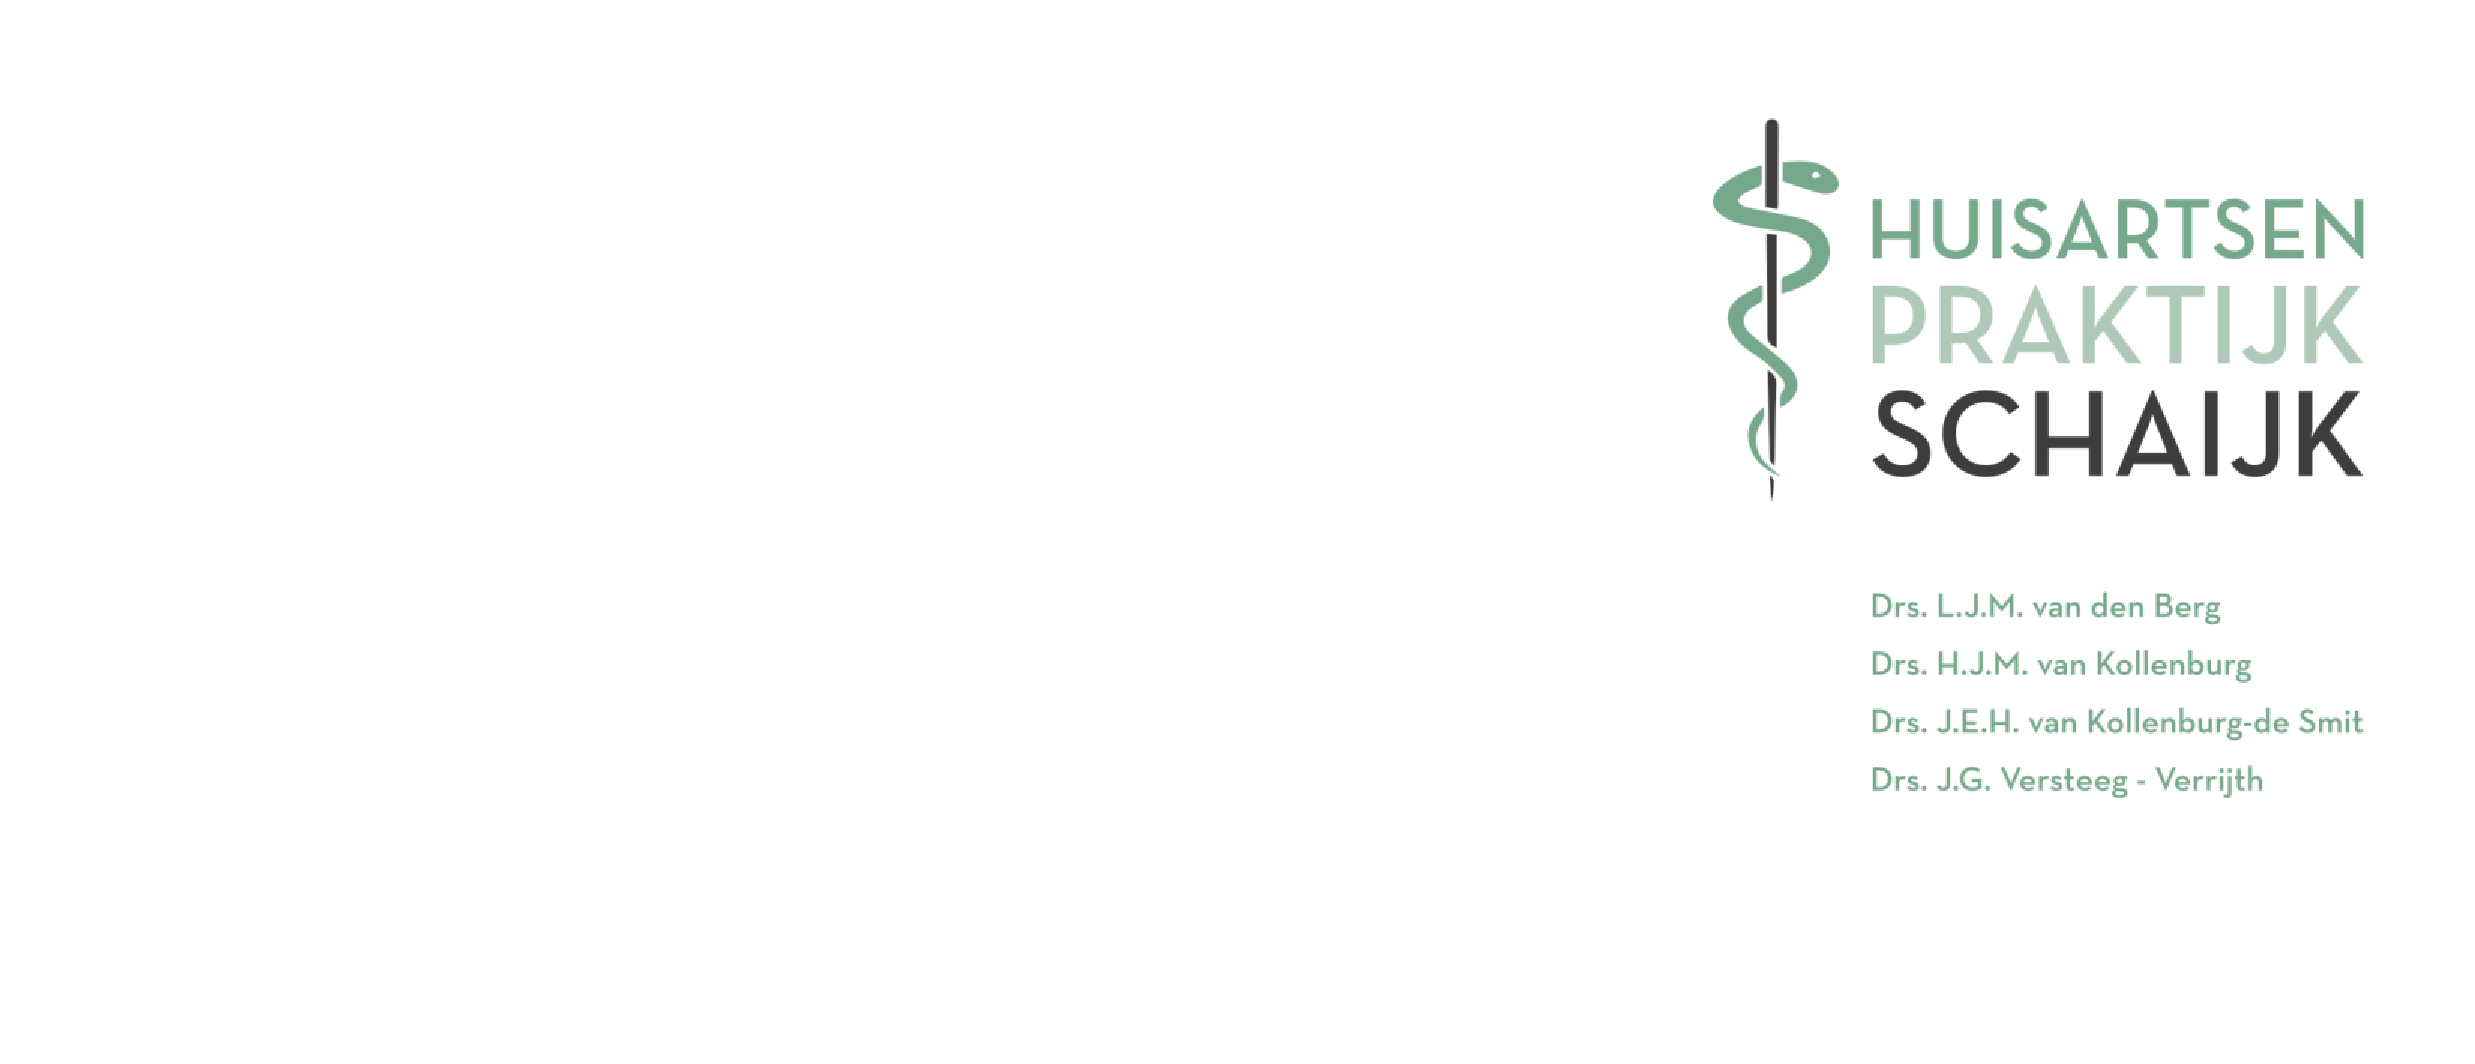 HUISARTSEN
PRAKTIJK
SCHAIJK
Drs. L.J.M. van den Berg
Drs. H.J.M. van Kollenburg
Drs. J.E.H. van Kollenburg-de Smit
Drs. J.G. Versteeg - Verrijth